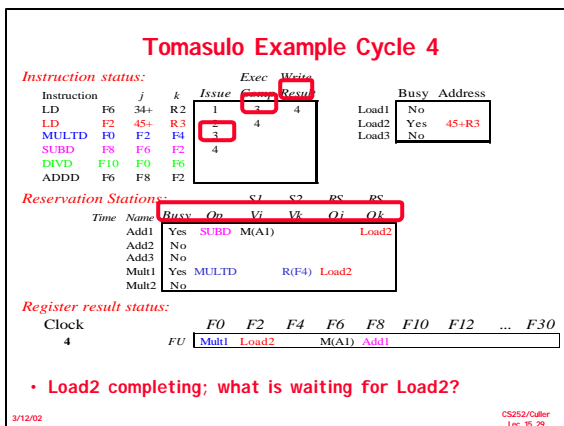 Tomasulo Example Cycle 4
Instruction status: Exec Write
Instruction j k Issue Comp Result Busy Address
LD F6 34+ R2 1 3 4 Load1 No
LD F2 45+ R3 2 4 Load2 Yes 45+R3
MULTD F0 F2 F4 3 Load3 No
SUBD F8 F6 F2 4
DIVD F10 F0 F6
ADDD F6 F8 F2
Reservation Stations: S1 S2 RS RS
Time Name Busy Op Vj Vk Qj Qk
Add1 Yes SUBD M(A1) Load2
Add2 No
Add3 No
Mult1 Yes MULTD R(F4) Load2
Mult2 No
Register result status:
Clock F0 F2 F4 F6 F8 F10 F12 ... F30
4 FU Mult1 Load2 M(A1) Add1
• Load2 completing; what is waiting for Load2?
3/12/02 CS252/Culler
Lec 15.29